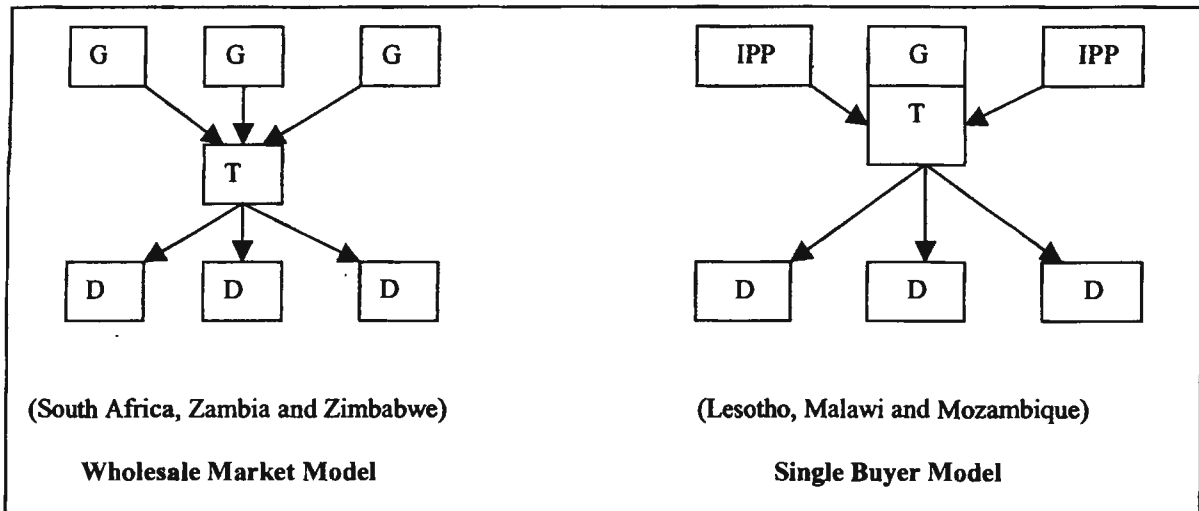 G G G
T
D D D
(South Africa, Zambia and Zimbabwe)
Wholesale Market Model
IPP G IPP
T
D D D
(Lesotho, Malawi and Mozambique)
Single Buyer Model